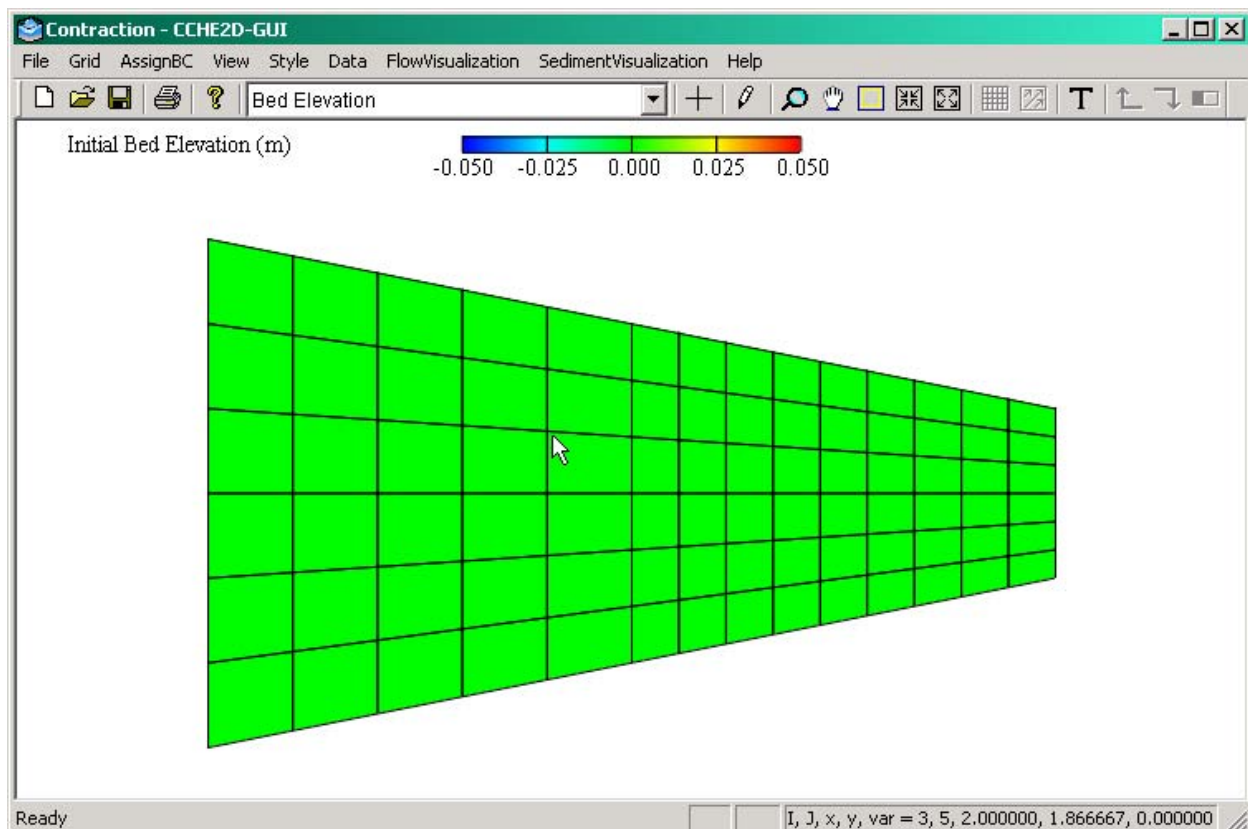 Contraction - CCHE2D-GUI
File Grid AssignBC View Style Data FlowVisualization SedimentVisualization Help
Bed Elevation
T
Initial Bed Elevation (m)
-0.050 -0.025 0.000 0.025 0.050
Ready
I, J, x, y, var = 3, 5, 2.000000, 1.866667, 0.000000